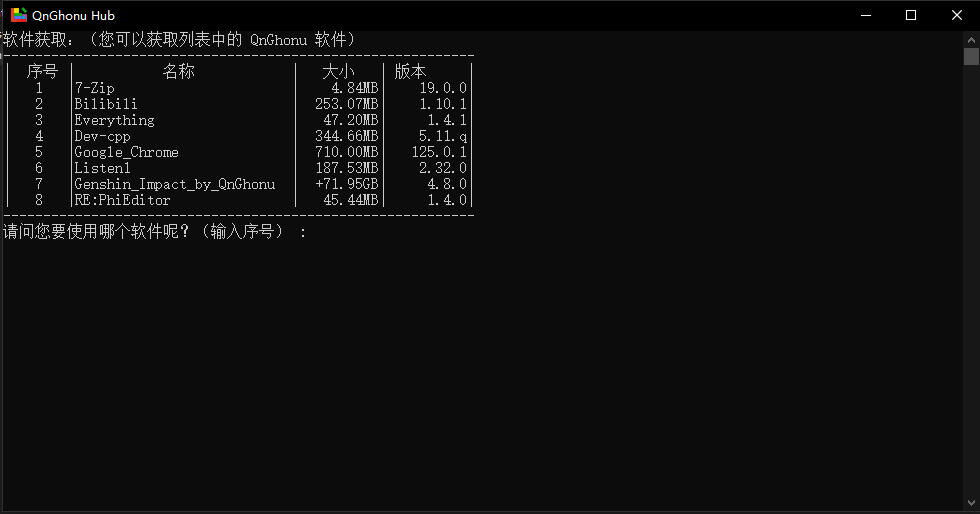 QnGhonu Hub
软件获取：（您可以获取列表中的 QnGhonu 软件）
序号 名称 大小 版本
1 7-Zip 4.84MB 19.0.0
2 Bilibili 253.07MB 1.10.1
3 Everything 47.20MB 1.4.1
4 Dev-cpp 344.66MB 5.11.q
5 Google_Chrome 710.00MB 125.0.1
6 Listen1 187.53MB 2.32.0
7 Genshin_Impact_by_QnGhonu +71.95GB 4.8.0
8 RE:PhiEditor 45.44MB 1.4.0
请问您要使用哪个软件呢？（输入序号） :